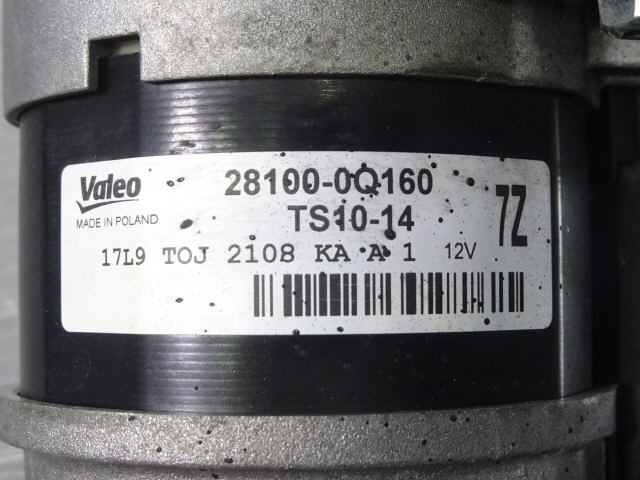 Valeo
MADE IN POLAND
28100-0Q160
TS10-14
7Z
17L9 TOJ 2108 KA A 1 12V